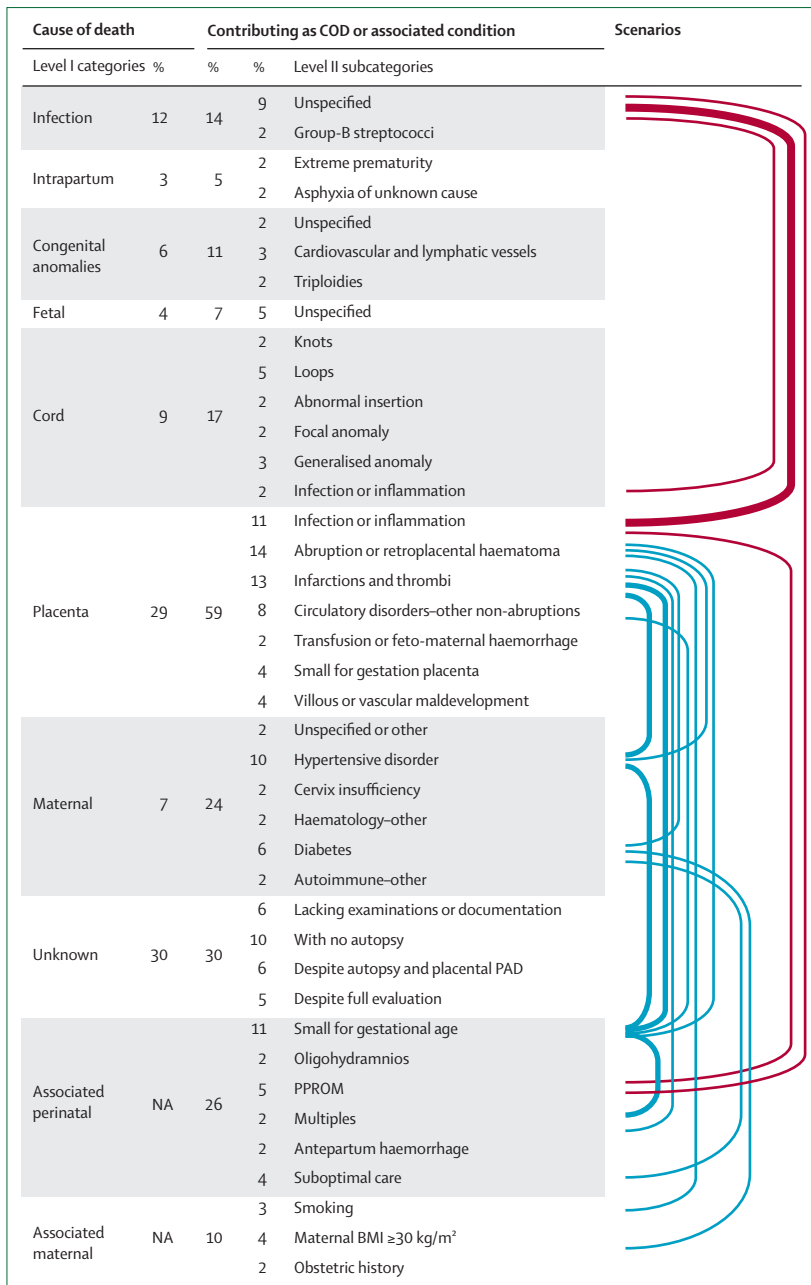 Cause of death
Contributing as COD or associated condition
Scenarios
Level I categories %
% % Level II subcategories
Infection 12 14
9 Unspecified
2 Group-B streptococci
Intrapartum 3 5
2 Extreme prematurity
2 Asphyxia of unknown cause
Congenital
anomalies
6 11
2 Unspecified
3 Cardiovascular and lymphatic vessels
2 Triploidies
Fetal 4 7 5 Unspecified
Cord 9 17
2 Knots
5 Loops
2 Abnormal insertion
2 Focal anomaly
3 Generalised anomaly
2 Infection or inflammation
Placenta 29 59
11 Infection or inflammation
14 Abruption or retroplacental haematoma
13 Infarctions and thrombi
8 Circulatory disorders–other non-abruptions
2 Transfusion or feto-maternal haemorrhage
4 Small for gestation placenta
4 Villous or vascular maldevelopment
Maternal 7 24
2 Unspecified or other
10 Hypertensive disorder
2 Cervix insufficiency
2 Haematology–other
6 Diabetes
2 Autoimmune–other
Unknown 30 30
6 Lacking examinations or documentation
10 With no autopsy
6 Despite autopsy and placental PAD
5 Despite full evaluation
Associated
perinatal
NA 26
11 Small for gestational age
2 Oligohydramnios
5 PPROM
2 Multiples
2 Antepartum haemorrhage
4 Suboptimal care
Associated
maternal
NA 10
3 Smoking
4 Maternal BMI ≥30 kg/m²
2 Obstetric history